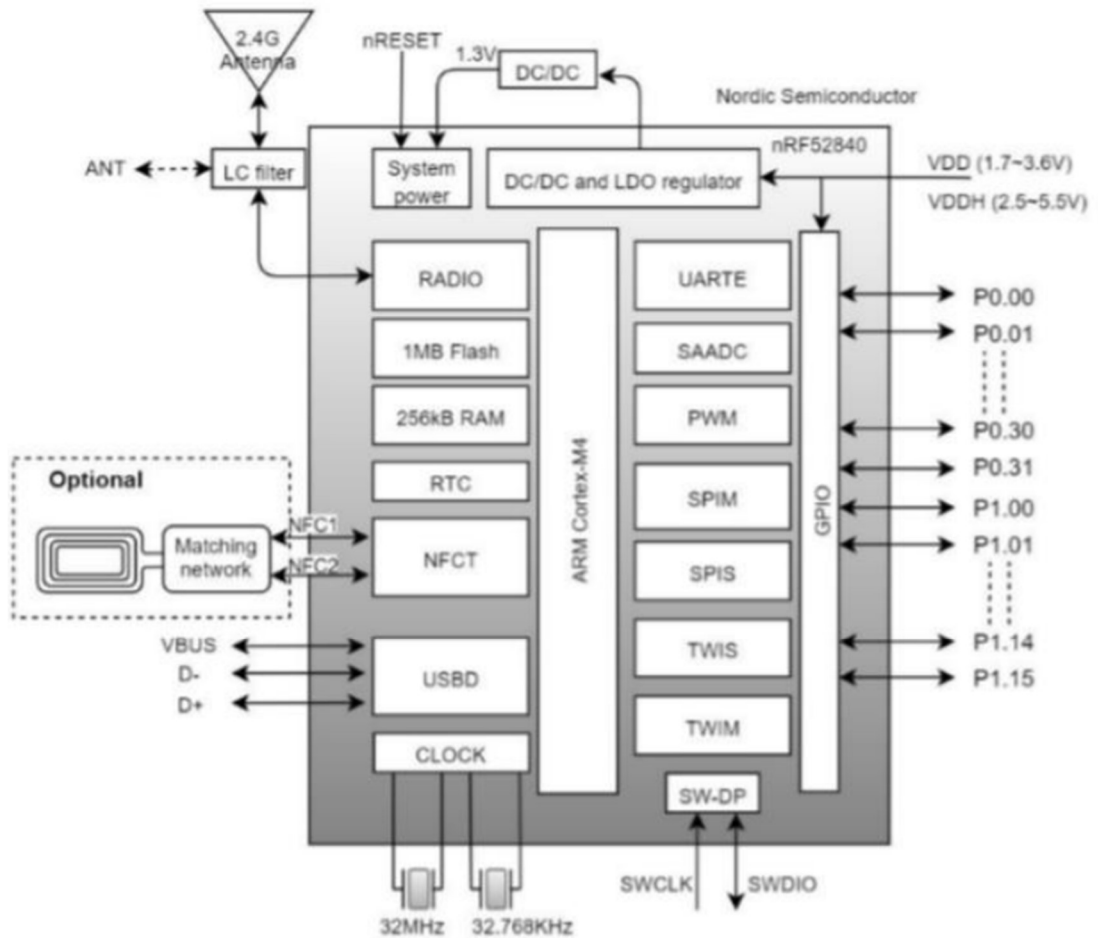 2.4G
Antenna
nRESET
1.3V
DC/DC
Nordic Semiconductor
nRF52840
ANT
LC filter
System
power
DC/DC and LDO regulator
VDD (1.7~3.6V)
VDDH (2.5~5.5V)
RADIO
UARTE
P0.00
1MB Flash
SAADC
P0.01
256kB RAM
PWM
P0.30
Optional
RTC
ARM Cortex-M4
SPIM
GPIO
P0.31
P1.00
NFC1
Matching
network
NFC2
NFCT
SPIS
P1.01
VBUS
D-
D+
USBD
TWIS
P1.14
P1.15
TWIM
CLOCK
SW-DP
SWCLK
SWDIO
32MHz
32.768KHz